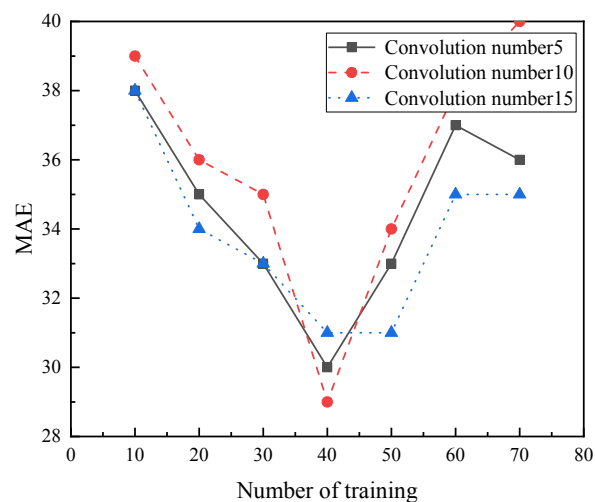 40
38
36
34
32
30
28
MAE
Convolution number5
Convolution number10
Convolution number15
0 10 20 30 40 50 60 70 80
Number of training